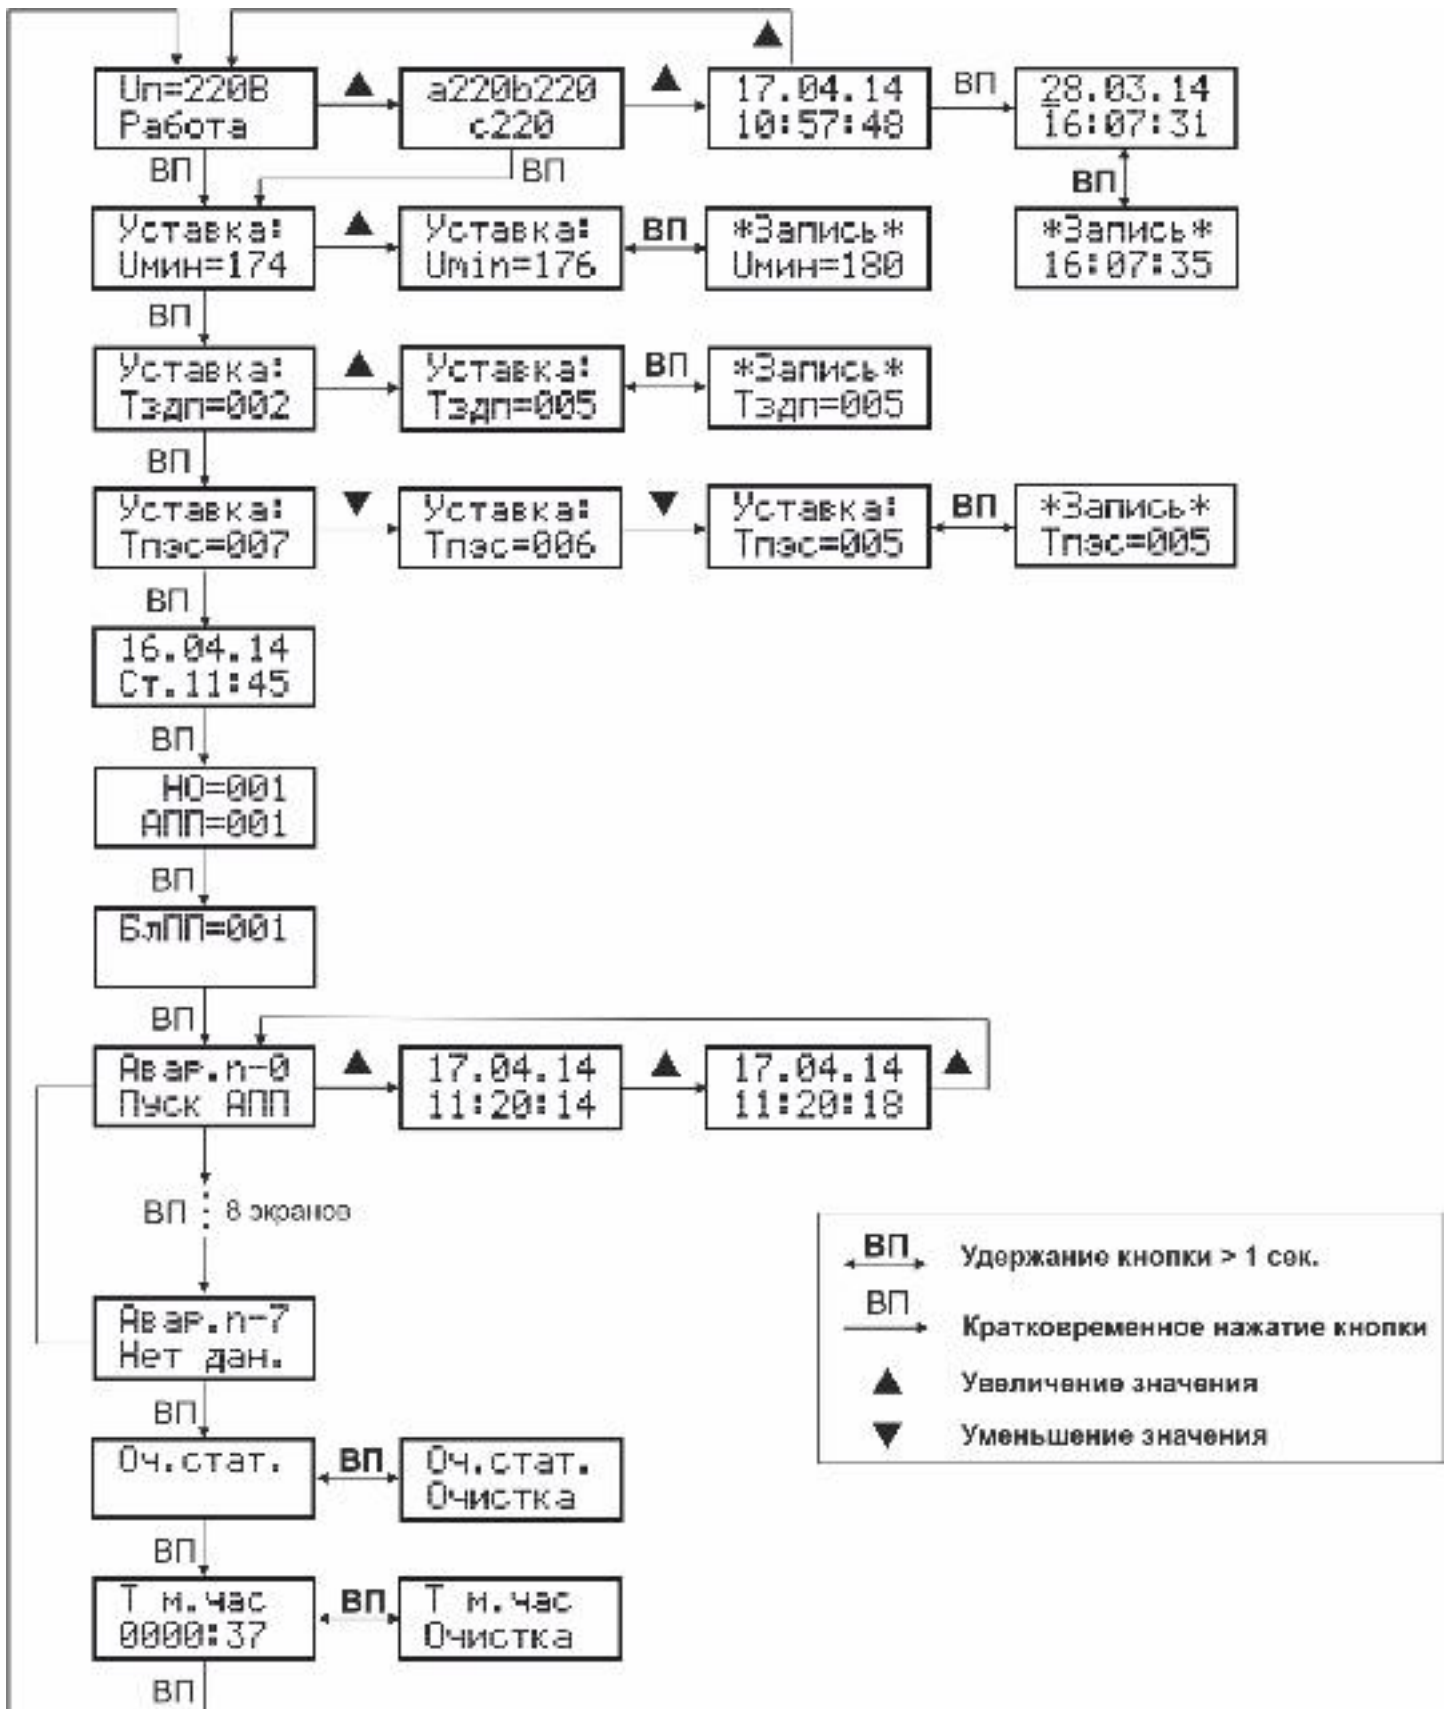 Uп=220В
Работа
a220b220
c220
17.04.14
10:57:48
ВП
28.03.14
16:07:31
ВП
ВП
ВП
Уставка:
Uмин=174
Уставка:
Umin=176
ВП
*Запись*
Uмин=180
*Запись*
16:07:35
ВП
Уставка:
Тздп=002
Уставка:
Тздп=005
ВП
*Запись*
Тздп=005
ВП
Уставка:
Тпэс=007
Уставка:
Тпэс=006
Уставка:
Тпэс=005
ВП
*Запись*
Тпэс=005
ВП
16.04.14
Ст.11:45
ВП
НО=001
АПП=001
ВП
БлПП=001
ВП
Авар.n-0
Пуск АПП
17.04.14
11:20:14
17.04.14
11:20:18
ВП
8 экранов
Авар.n-7
Нет дан.
ВП
Оч.стат.
ВП
Оч.стат.
Очистка
ВП
Т м.час
0000:37
ВП
Т м.час
Очистка
ВП
ВП
Удержание кнопки > 1 сек.
ВП
Кратковременное нажатие кнопки
Увеличение значения
Уменьшение значения